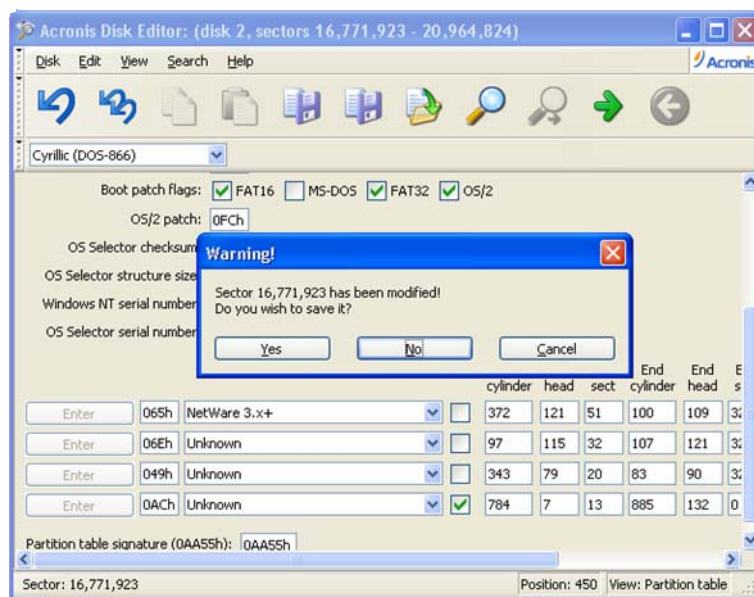 Acronis Disk Editor: (disk 2, sectors 16,771,923 - 20,964,824)
Disk Edit View Search Help
Acronis
Cyrillic (DOS-866)
Boot patch flags: FAT16 MS-DOS FAT32 OS/2
OS/2 patch: 0FCh
OS Selector checksum
OS Selector structure size
Windows NT serial number
OS Selector serial number
Warning!
Sector 16,771,923 has been modified!
Do you wish to save it?
Yes No Cancel
cylinder head sect End cylinder End head
Enter 065h NetWare 3.x+ 372 121 51 100 109 32
Enter 06Eh Unknown 97 115 32 107 121 32
Enter 049h Unknown 343 79 20 83 90 32
Enter 0ACh Unknown 784 7 13 885 132 0
Partition table signature (0AA55h): 0AA55h
Sector: 16,771,923 Position: 450 View: Partition table